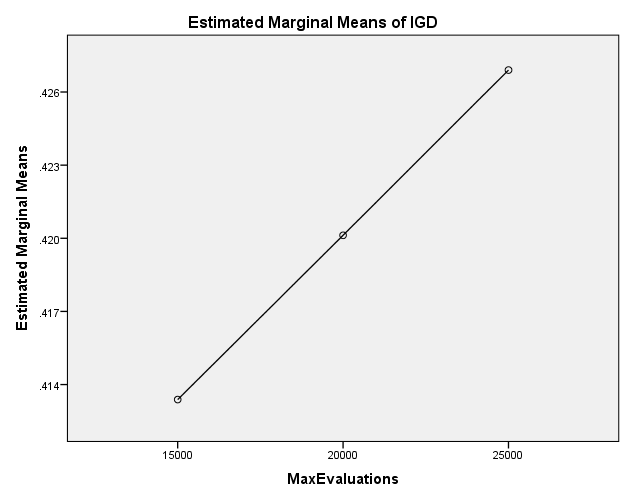 Estimated Marginal Means of IGD
Estimated Marginal Means
.426
.423
.420
.417
.414
15000
20000
25000
MaxEvaluations